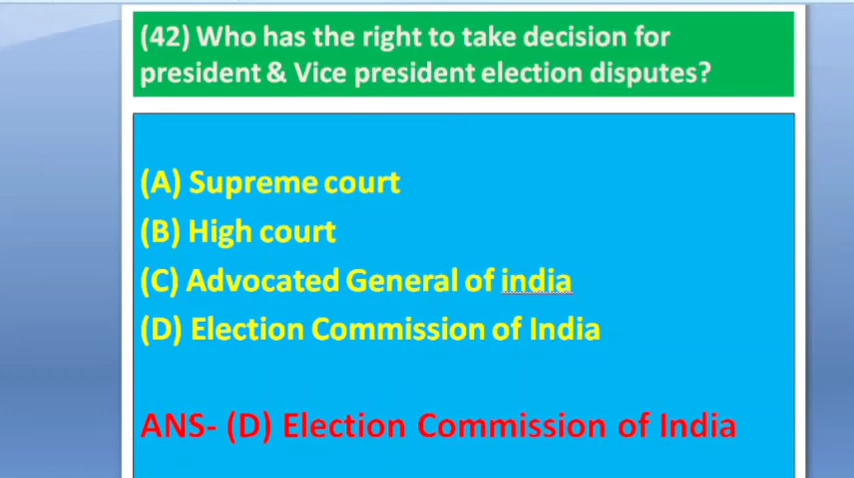 (42) Who has the right to take decision for
president & Vice president election disputes?
(A) Supreme court
(B) High court
(C) Advocated General of india
(D) Election Commission of India
ANS- (D) Election Commission of India